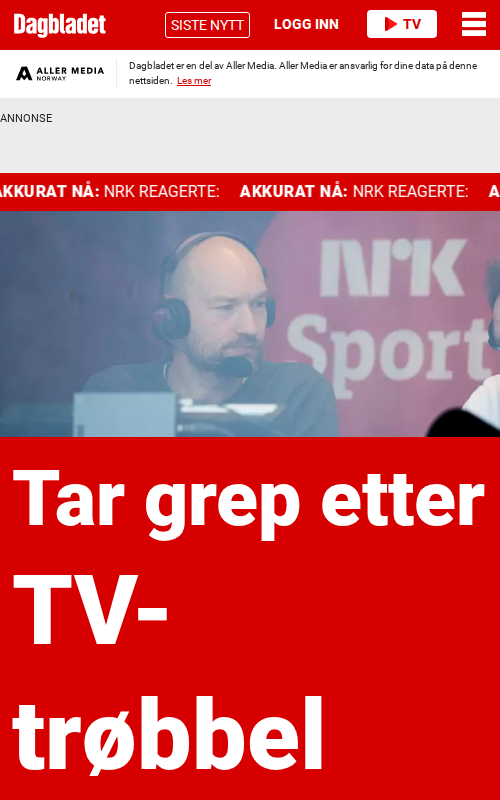 Dagbladet SISTE NYTT LOGG INN TV
ALLER MEDIA
NORWAY
Dagbladet er en del av Aller Media. Aller Media er ansvarlig for dine data på denne
nettsiden. Les mer
ANNONSE
AKKURAT NÅ: NRK REAGERTE: AKKURAT NÅ: NRK REAGERTE: A
NRK
Sport
Tar grep etter
TV-
trøbbel